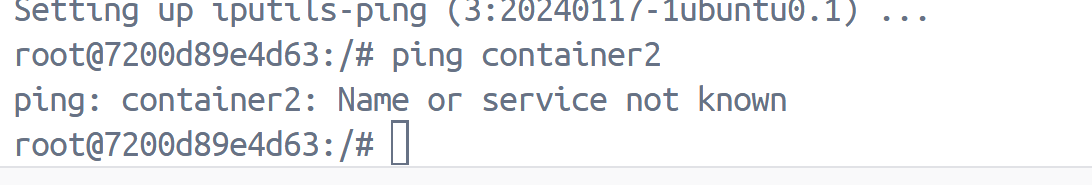 Setting up iputils-ping (3:20240117-1ubuntu0.1) ...
root@7200d89e4d63:/# ping container2
ping: container2: Name or service not known
root@7200d89e4d63:/#